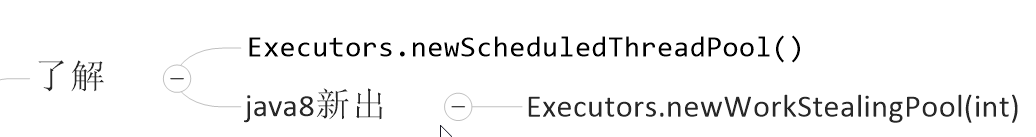 Executors.newScheduledThreadPool()
了解
java8新出
Executors.newWorkStealingPool(int)